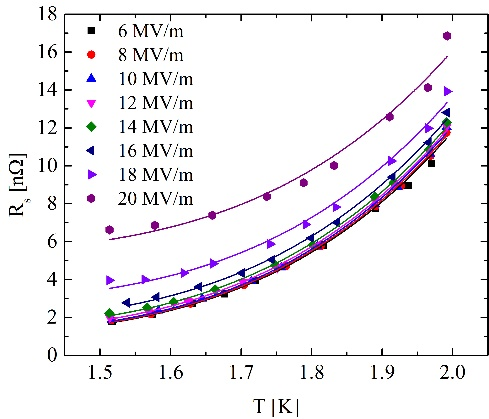 18
16
14
12
10
8
6
4
2
0
Rs [nΩ]
6 MV/m
8 MV/m
10 MV/m
12 MV/m
14 MV/m
16 MV/m
18 MV/m
20 MV/m
1.5 1.6 1.7 1.8 1.9 2.0
T [K]